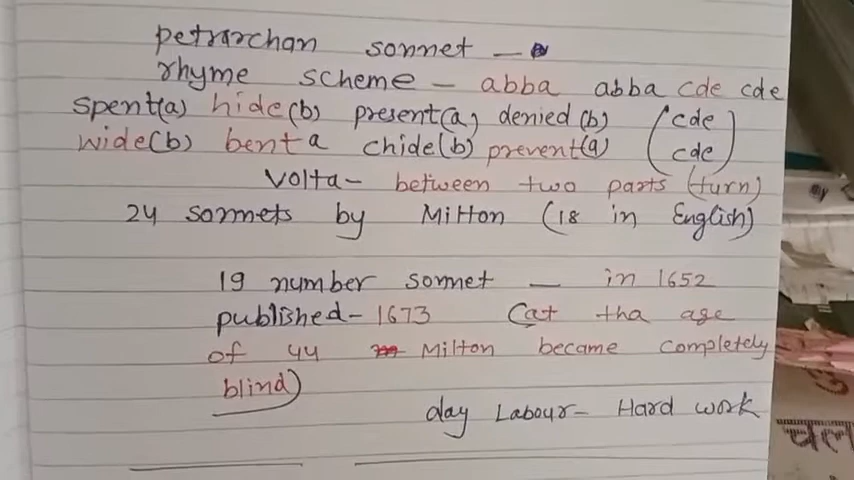 petrarchan sonnet —
rhyme scheme – abba abba cde cde
spent(a) hide(b) present(a) denied (b) (cde
wide(b) bent a chide(b) prevent(a) cde)
Volta – between two parts (turn)
24 sonnets by Milton (18 in English)
19 number sonnet — in 1652
published – 1673 (at tha age
of 44 Milton became completely
blind)
day Labour – Hard work
चल